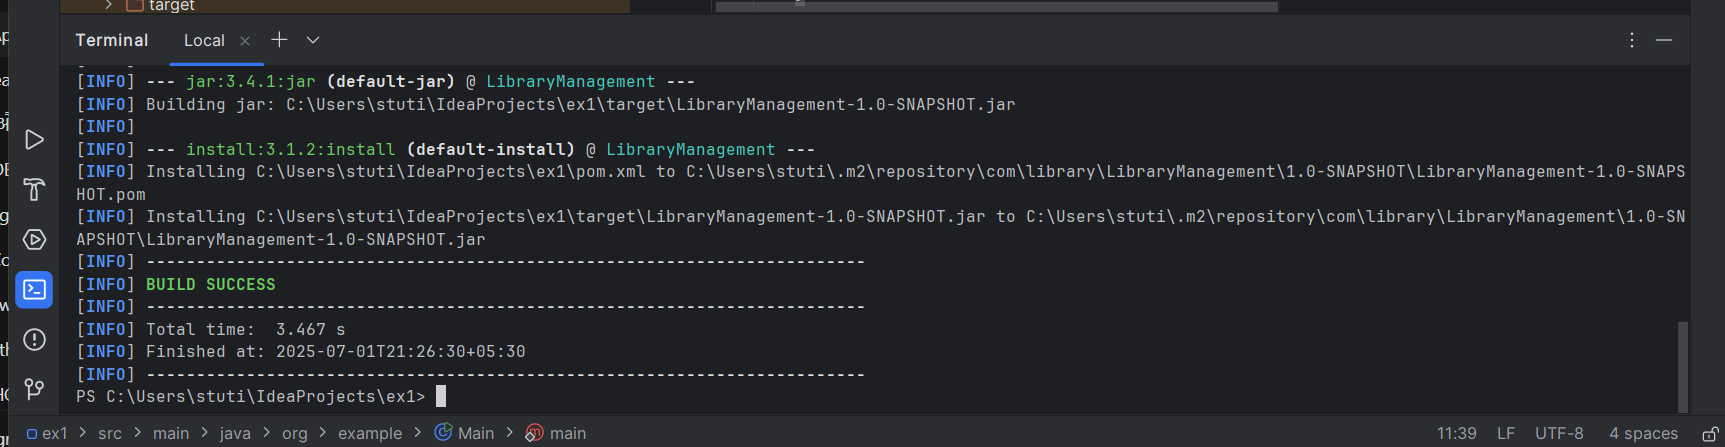 target
Terminal
Local
[INFO] --- jar:3.4.1:jar (default-jar) @ LibraryManagement ---
[INFO] Building jar: C:\Users\stuti\IdeaProjects\ex1\target\LibraryManagement-1.0-SNAPSHOT.jar
[INFO]
[INFO] --- install:3.1.2:install (default-install) @ LibraryManagement ---
[INFO] Installing C:\Users\stuti\IdeaProjects\ex1\pom.xml to C:\Users\stuti\.m2\repository\com\library\LibraryManagement\1.0-SNAPSHOT\LibraryManagement-1.0-SNAPS
HOT.pom
[INFO] Installing C:\Users\stuti\IdeaProjects\ex1\target\LibraryManagement-1.0-SNAPSHOT.jar to C:\Users\stuti\.m2\repository\com\library\LibraryManagement\1.0-SN
APSHOT\LibraryManagement-1.0-SNAPSHOT.jar
[INFO] ------------------------------------------------------------------------
[INFO] BUILD SUCCESS
[INFO] ------------------------------------------------------------------------
[INFO] Total time:  3.467 s
[INFO] Finished at: 2025-07-01T21:26:30+05:30
[INFO] ------------------------------------------------------------------------
PS C:\Users\stuti\IdeaProjects\ex1>
ex1 > src > main > java > org > example > Main > main
11:39 LF UTF-8 4 spaces